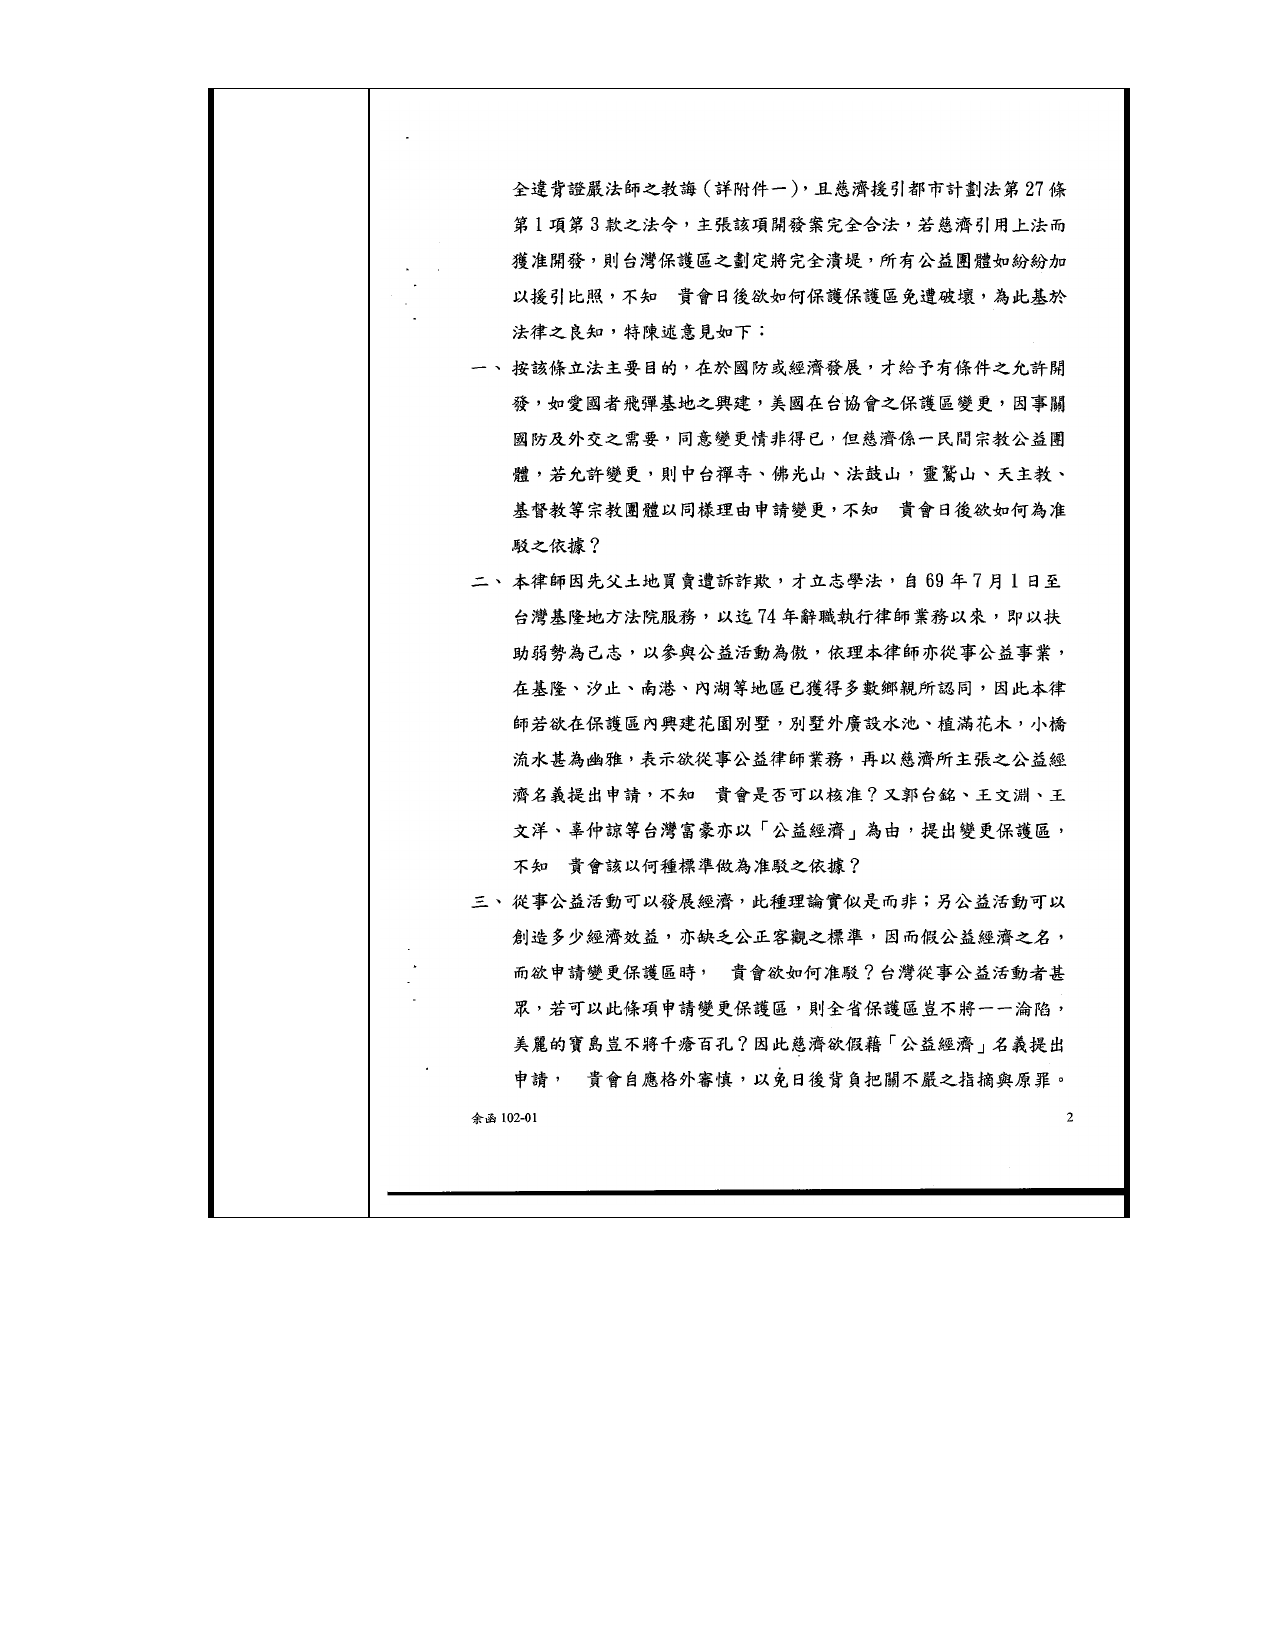 全違背證嚴法師之教誨（詳附件一），且慈濟援引都市計劃法第 27 條
第 1 項第 3 款之法令，主張該項開發案完全合法，若慈濟引用上法而
獲准開發，則台灣保護區之劃定將完全潰堤，所有公益團體如紛紛加
以援引比照，不知　貴會日後欲如何保護保護區免遭破壞，為此基於
法律之良知，特陳述意見如下：
一、按該條立法主要目的，在於國防或經濟發展，才給予有條件之允許開
發，如愛國者飛彈基地之興建，美國在台協會之保護區變更，因事關
國防及外交之需要，同意變更情非得已，但慈濟係一民間宗教公益團
體，若允許變更，則中台禪寺、佛光山、法鼓山，靈鷲山、天主教、
基督教等宗教團體以同樣理由申請變更，不知　貴會日後欲如何為准
駁之依據？
二、本律師因先父土地買賣遭訴詐欺，才立志學法，自 69 年 7 月 1 日至
台灣基隆地方法院服務，以迄 74 年辭職執行律師業務以來，即以扶
助弱勢為己志，以參與公益活動為傲，依理本律師亦從事公益事業，
在基隆、汐止、南港、內湖等地區已獲得多數鄉親所認同，因此本律
師若欲在保護區內興建花園別墅，別墅外廣設水池、植滿花木，小橋
流水甚為幽雅，表示欲從事公益律師業務，再以慈濟所主張之公益經
濟名義提出申請，不知　貴會是否可以核准？又郭台銘、王文淵、王
文洋、辜仲諒等台灣富豪亦以「公益經濟」為由，提出變更保護區，
不知　貴會該以何種標準做為准駁之依據？
三、從事公益活動可以發展經濟，此種理論實似是而非；另公益活動可以
創造多少經濟效益，亦缺乏公正客觀之標準，因而假公益經濟之名，
而欲申請變更保護區時，　貴會欲如何准駁？台灣從事公益活動者甚
眾，若可以此條項申請變更保護區，則全省保護區豈不將一一淪陷，
美麗的寶島豈不將千瘡百孔？因此慈濟欲假藉「公益經濟」名義提出
申請，　貴會自應格外審慎，以免日後背負把關不嚴之指摘與原罪。
余函 102-01　2